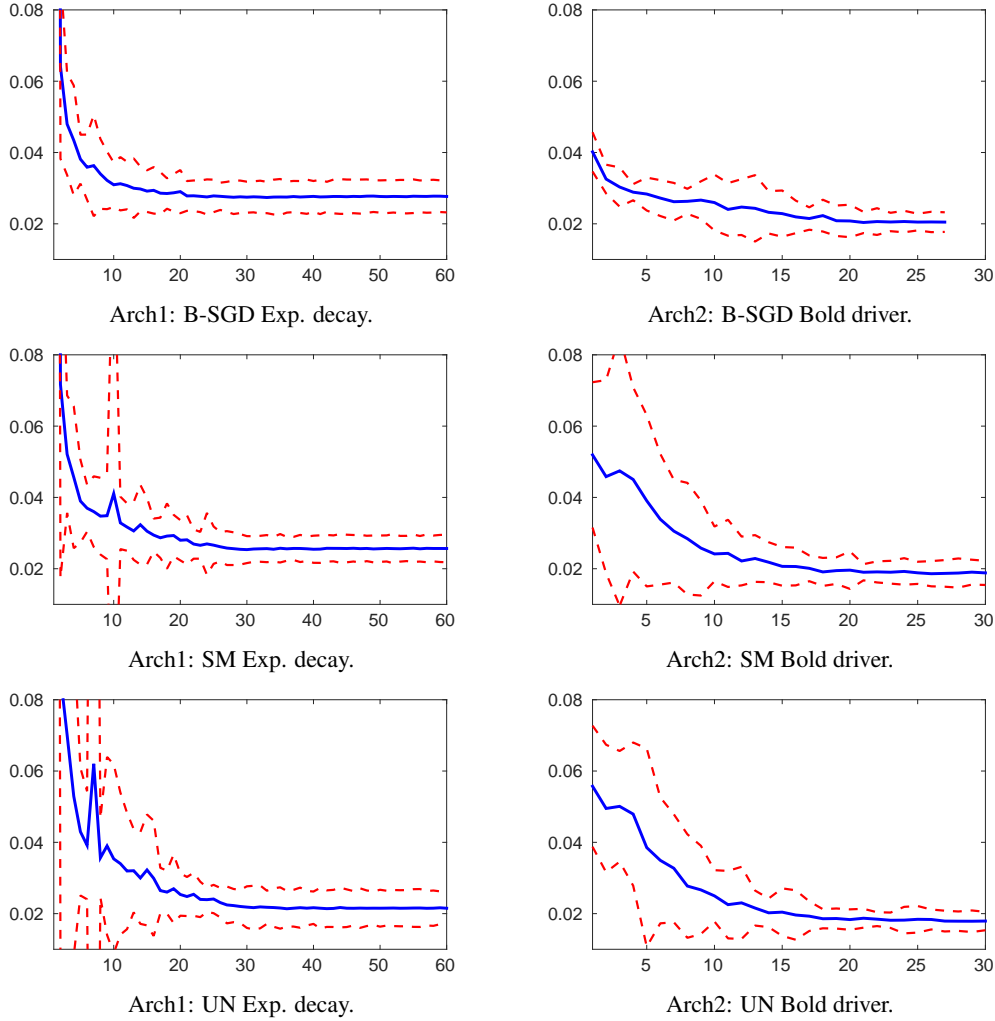 0.08
0.06
0.04
0.02
10 20 30 40 50 60
Arch1: B-SGD Exp. decay.
0.08
0.06
0.04
0.02
5 10 15 20 25 30
Arch2: B-SGD Bold driver.
0.08
0.06
0.04
0.02
10 20 30 40 50 60
Arch1: SM Exp. decay.
0.08
0.06
0.04
0.02
5 10 15 20 25 30
Arch2: SM Bold driver.
0.08
0.06
0.04
0.02
10 20 30 40 50 60
Arch1: UN Exp. decay.
0.08
0.06
0.04
0.02
5 10 15 20 25 30
Arch2: UN Bold driver.